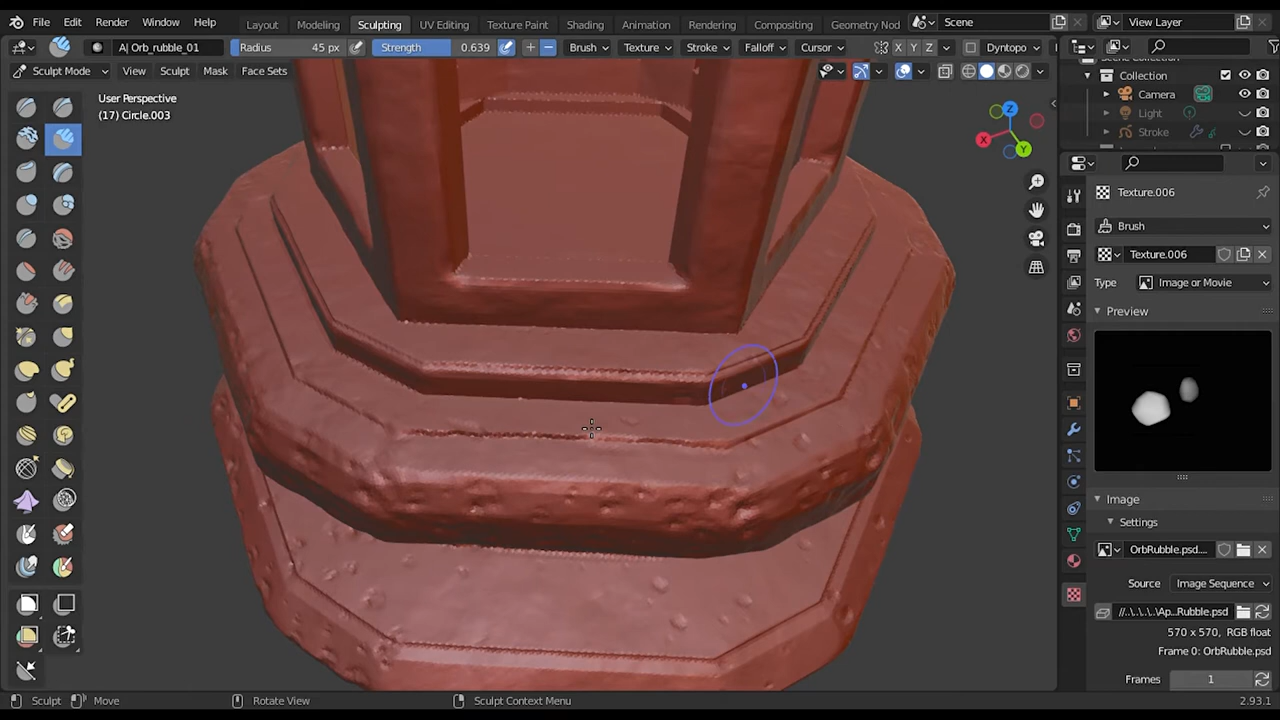 File Edit Render Window Help Layout Modeling Sculpting UV Editing Texture Paint Shading Animation Rendering Compositing Geometry Nod Scene View Layer
A| Orb_rubble_01 Radius 45 px Strength 0.639 Brush Texture Stroke Falloff Cursor X Y Z Dyntopo
Sculpt Mode View Sculpt Mask Face Sets
Collection
User Perspective
Camera
(17) Circle.003
Light
Stroke
Z
X
Y
Texture.006
Brush
Texture.006
Type Image or Movie
Preview
Image
Settings
OrbRubble.psd....
Source Image Sequence
//.\..\..\..\Ap...Rubble.psd
570 x 570, RGB float
Frame 0: OrbRubble.psd
Frames 1
Sculpt Move Rotate View Sculpt Context Menu 2.93.1